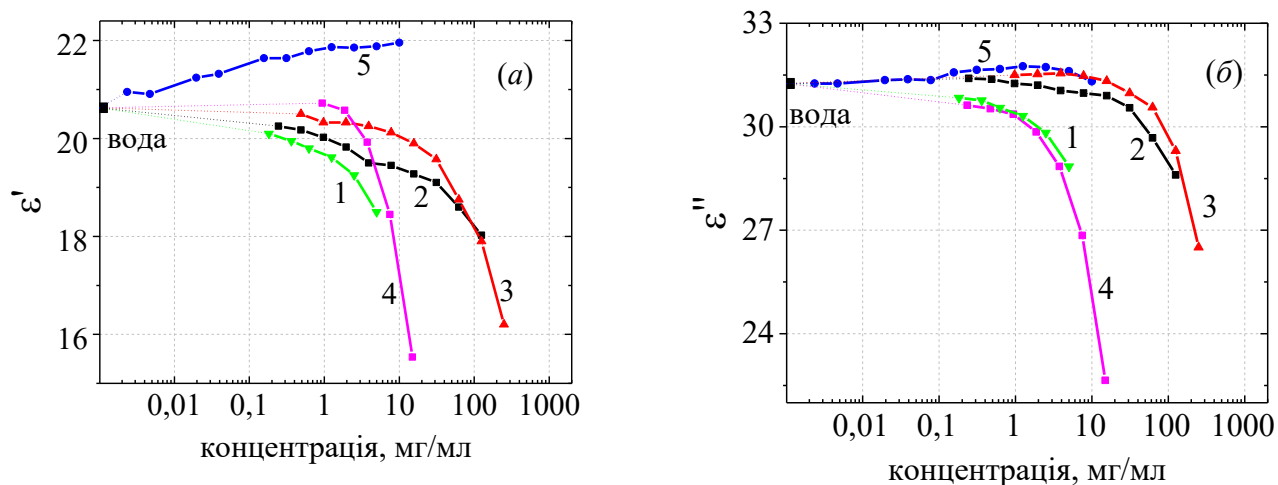 22
20
18
16
ε'
вода
5
1
2
4
3
(а)
0,01 0,1 1 10 100 1000
концентрація, мг/мл
33
30
27
24
ε''
вода
5
1
2
3
4
(б)
0,01 0,1 1 10 100 1000
концентрація, мг/мл